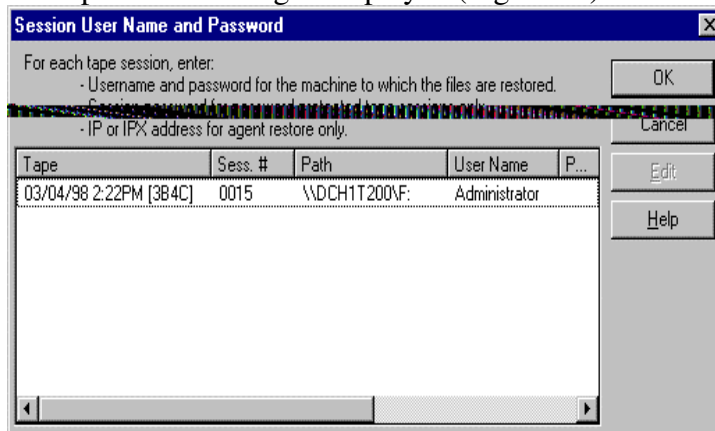 Session User Name and Password
For each tape session, enter:
- Username and password for the machine to which the files are restored.
- IP or IPX address for agent restore only.
OK
Cancel
Edit
Help
Tape Sess. # Path User Name P...
03/04/98 2:22PM [3B4C] 0015 \\DCH1T200\F: Administrator